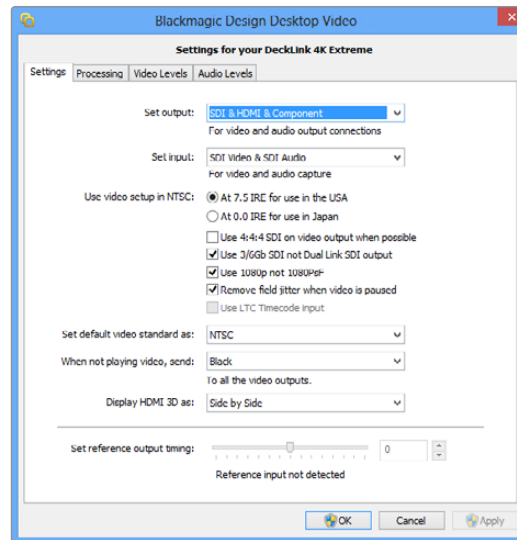 Blackmagic Design Desktop Video
Settings for your DeckLink 4K Extreme
Settings Processing Video Levels Audio Levels
Set output: SDI & HDMI & Component
For video and audio output connections
Set input: SDI Video & SDI Audio
For video and audio capture
Use video setup in NTSC: At 7.5 IRE for use in the USA
At 0.0 IRE for use in Japan
Use 4:4:4 SDI on video output when possible
Use 3/6Gb SDI not Dual Link SDI output
Use 1080p not 1080PsF
Remove field jitter when video is paused
Use LTC Timecode input
Set default video standard as: NTSC
When not playing video, send: Black
To all the video outputs.
Display HDMI 3D as: Side by Side
Set reference output timing: 0
Reference input not detected
OK Cancel Apply